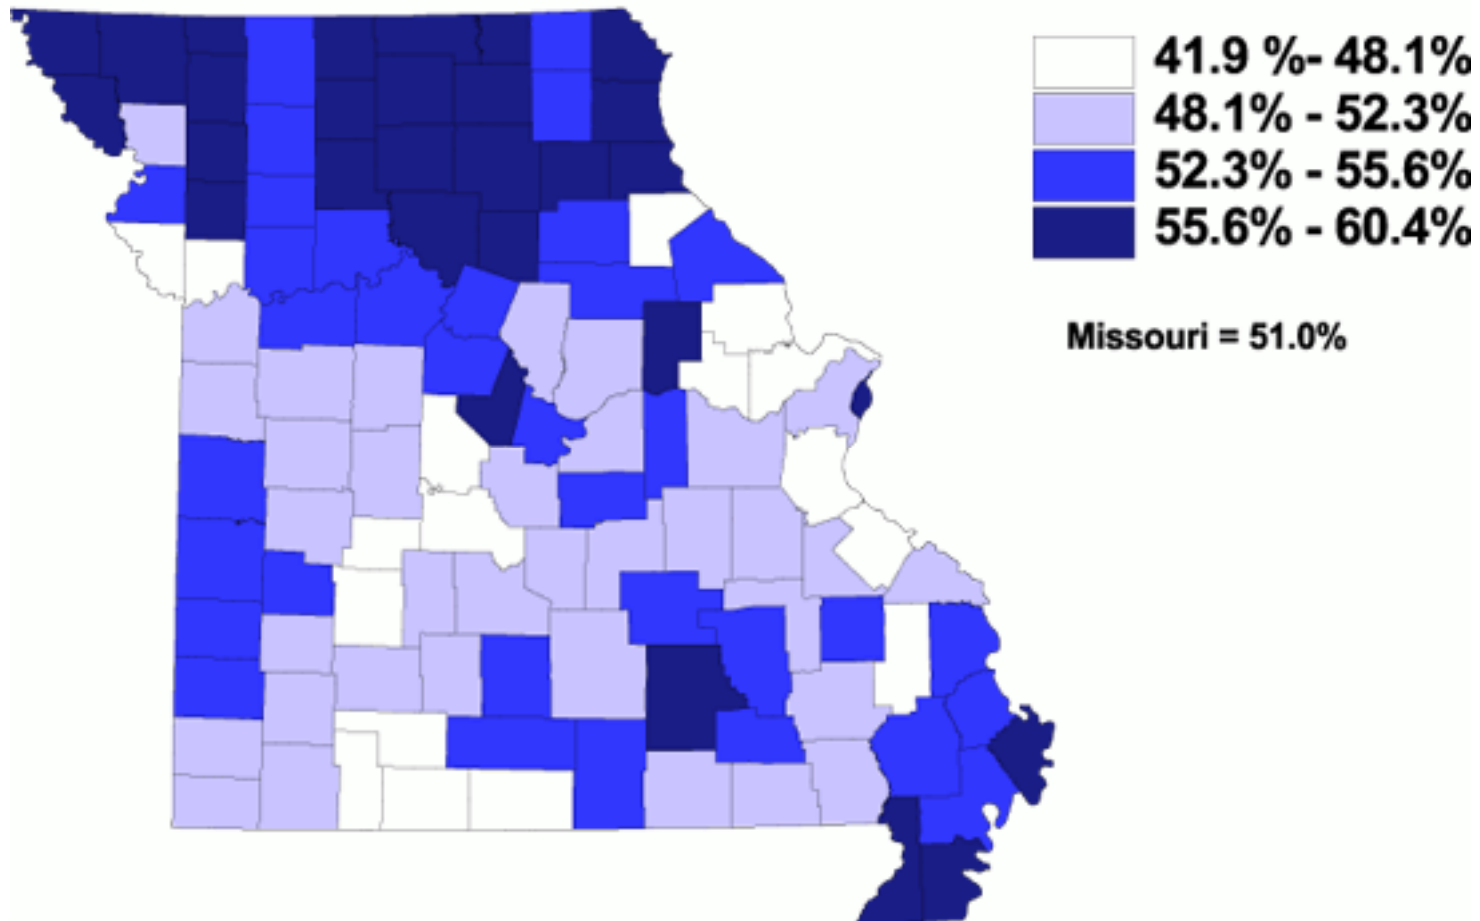 41.9 %- 48.1%
48.1% - 52.3%
52.3% - 55.6%
55.6% - 60.4%
Missouri = 51.0%